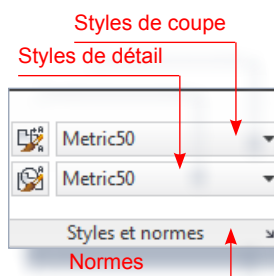 Styles de coupe
Styles de détail
Metric50
Metric50
Styles et normes
Normes